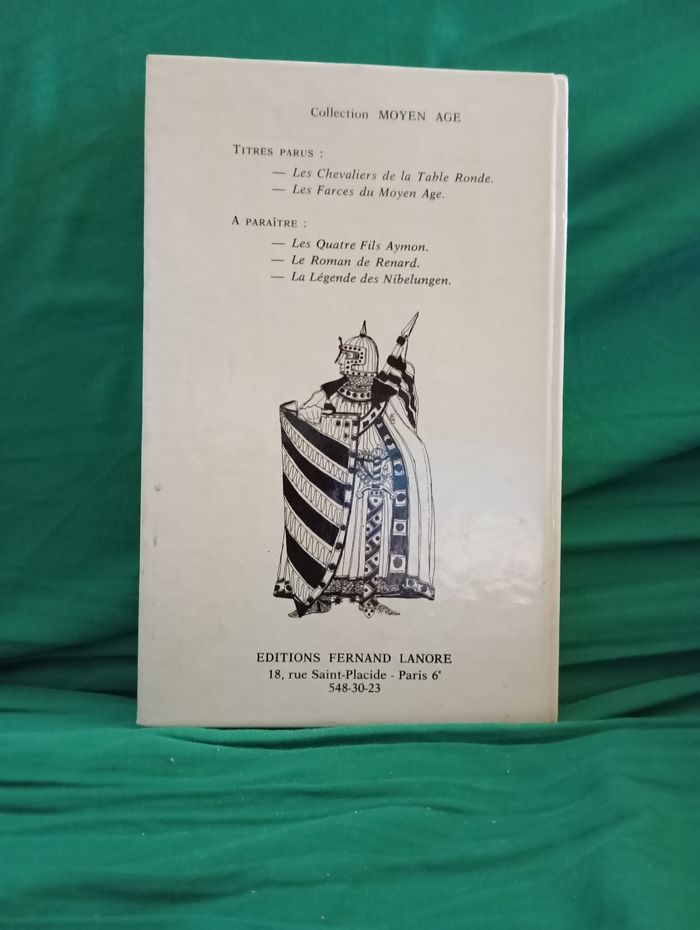 Collection MOYEN AGE
TITRES PARUS :
— Les Chevaliers de la Table Ronde.
— Les Farces du Moyen Age.
A PARAÎTRE :
— Les Quatre Fils Aymon.
— Le Roman de Renard.
— La Légende des Nibelungen.
EDITIONS FERNAND LANORE
18, rue Saint-Placide - Paris 6e
548-30-23